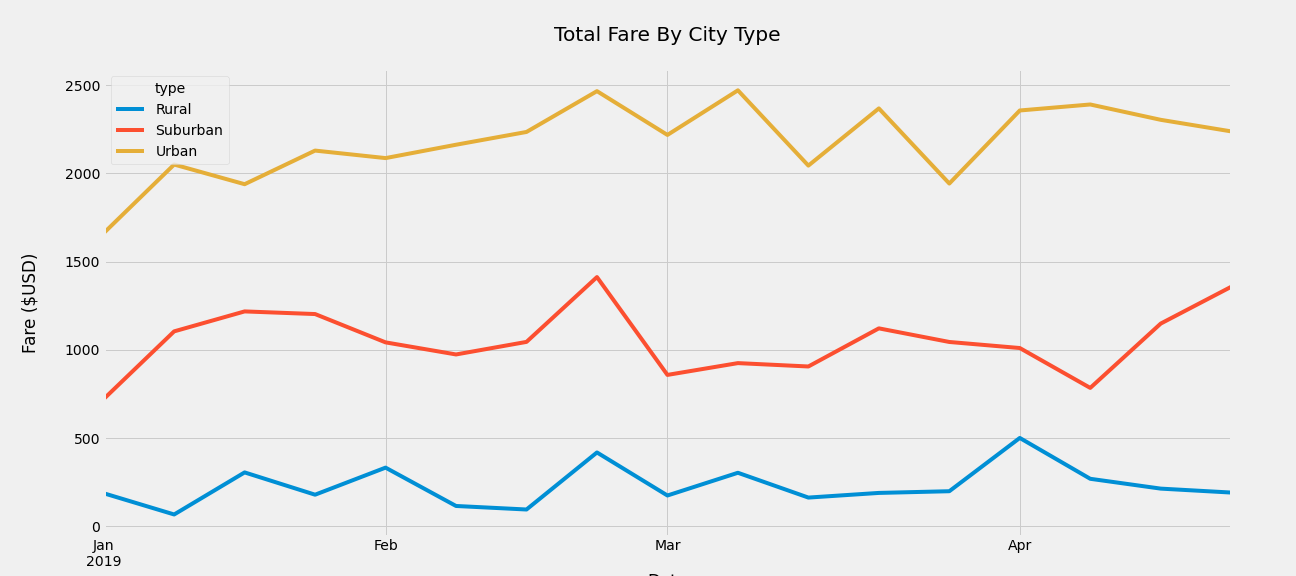 Total Fare By City Type
type
Rural
Suburban
Urban
Fare ($USD)
2500
2000
1500
1000
500
0
Jan
2019
Feb
Mar
Apr